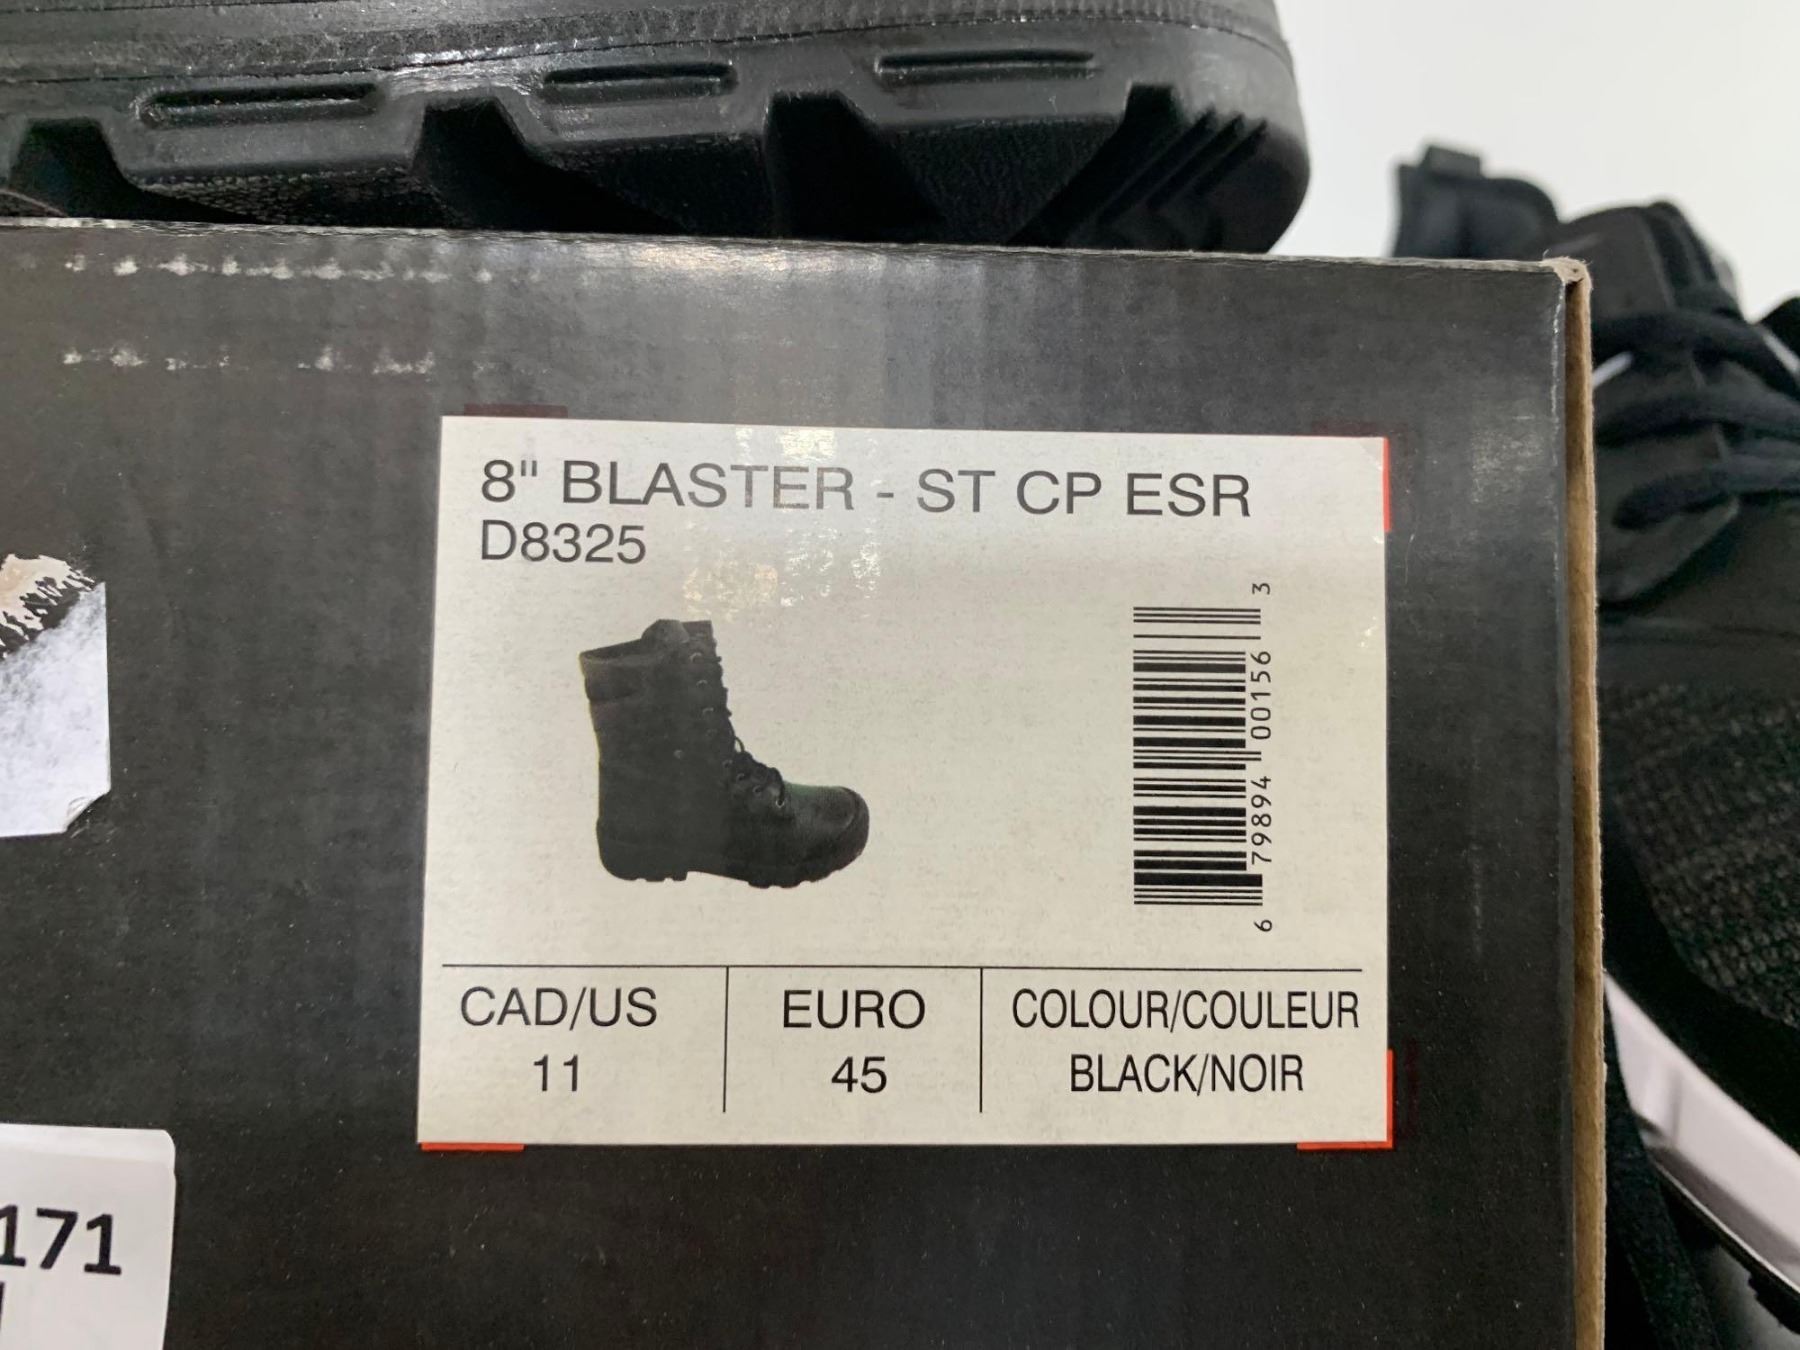 8" BLASTER - ST CP ESR
D8325
6 79894 00156 3
CAD/US
11
EURO
45
COLOUR/COULEUR
BLACK/NOIR
171